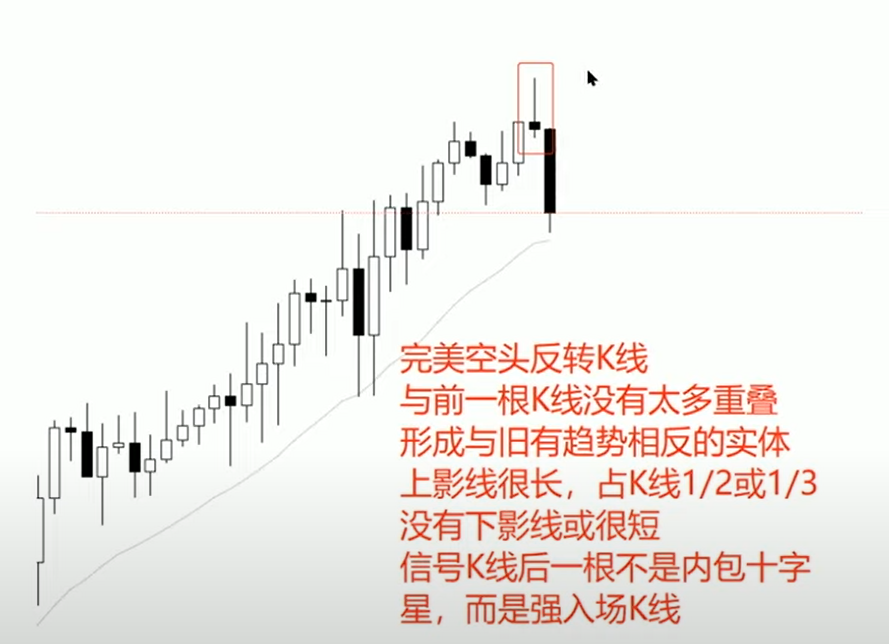 完美空头反转K线
与前一根K线没有太多重叠
形成与旧有趋势相反的实体
上影线很长，占K线1/2或1/3
没有下影线或很短
信号K线后一根不是内包十字
星，而是强入场K线